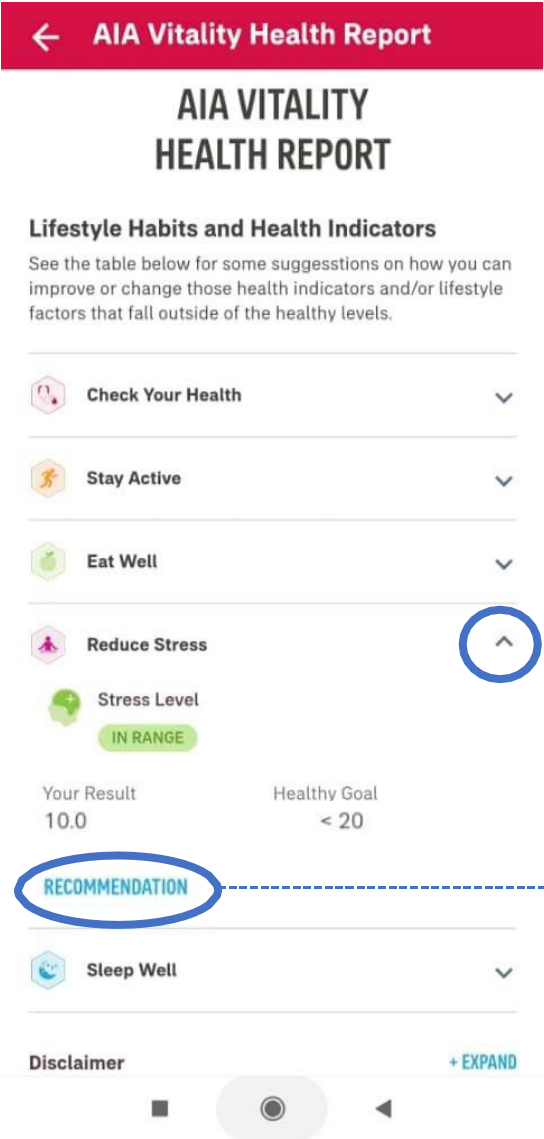 AIA Vitality Health Report
AIA VITALITY
HEALTH REPORT
Lifestyle Habits and Health Indicators
See the table below for some suggesstions on how you can
improve or change those health indicators and/or lifestyle
factors that fall outside of the healthy levels.
Check Your Health
Stay Active
Eat Well
Reduce Stress
Stress Level
IN RANGE
Your Result Healthy Goal
10.0 < 20
RECOMMENDATION
Sleep Well
Disclaimer + EXPAND